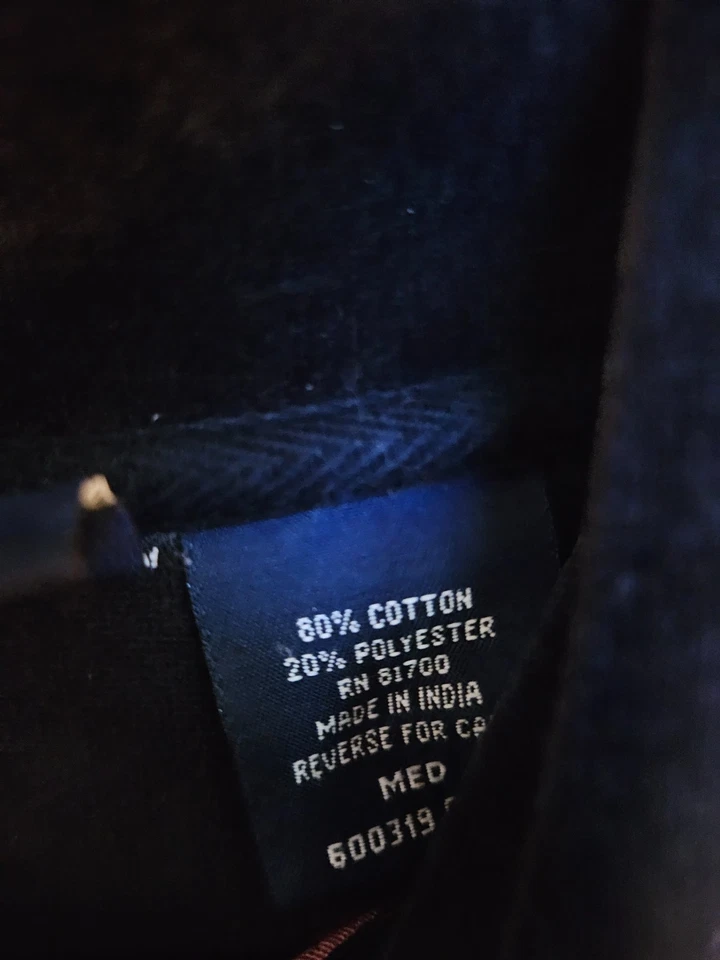 80% COTTON
20% POLYESTER
RN 81700
MADE IN INDIA
REVERSE FOR
MED
600319